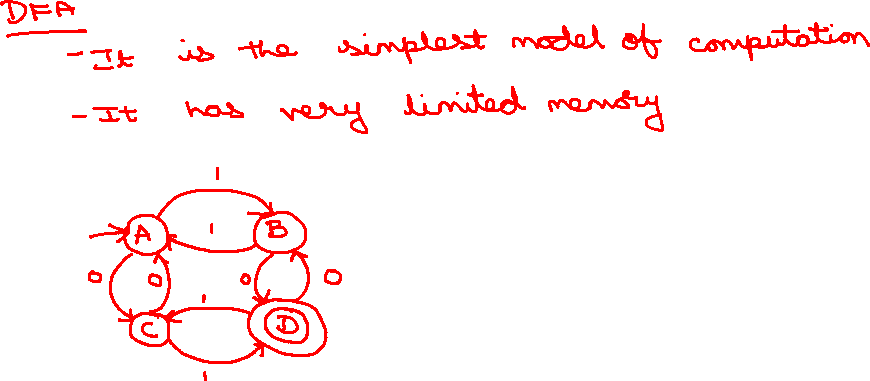 DFA
- It is the simplest model of computation
- It has very limited memory
1
A 1 B
0 0 0 0
1
C D
1